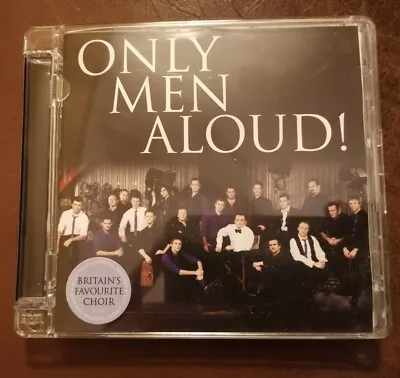 ONLY
MEN
ALOUD!
BRITAIN'S
FAVOURITE
CHOIR